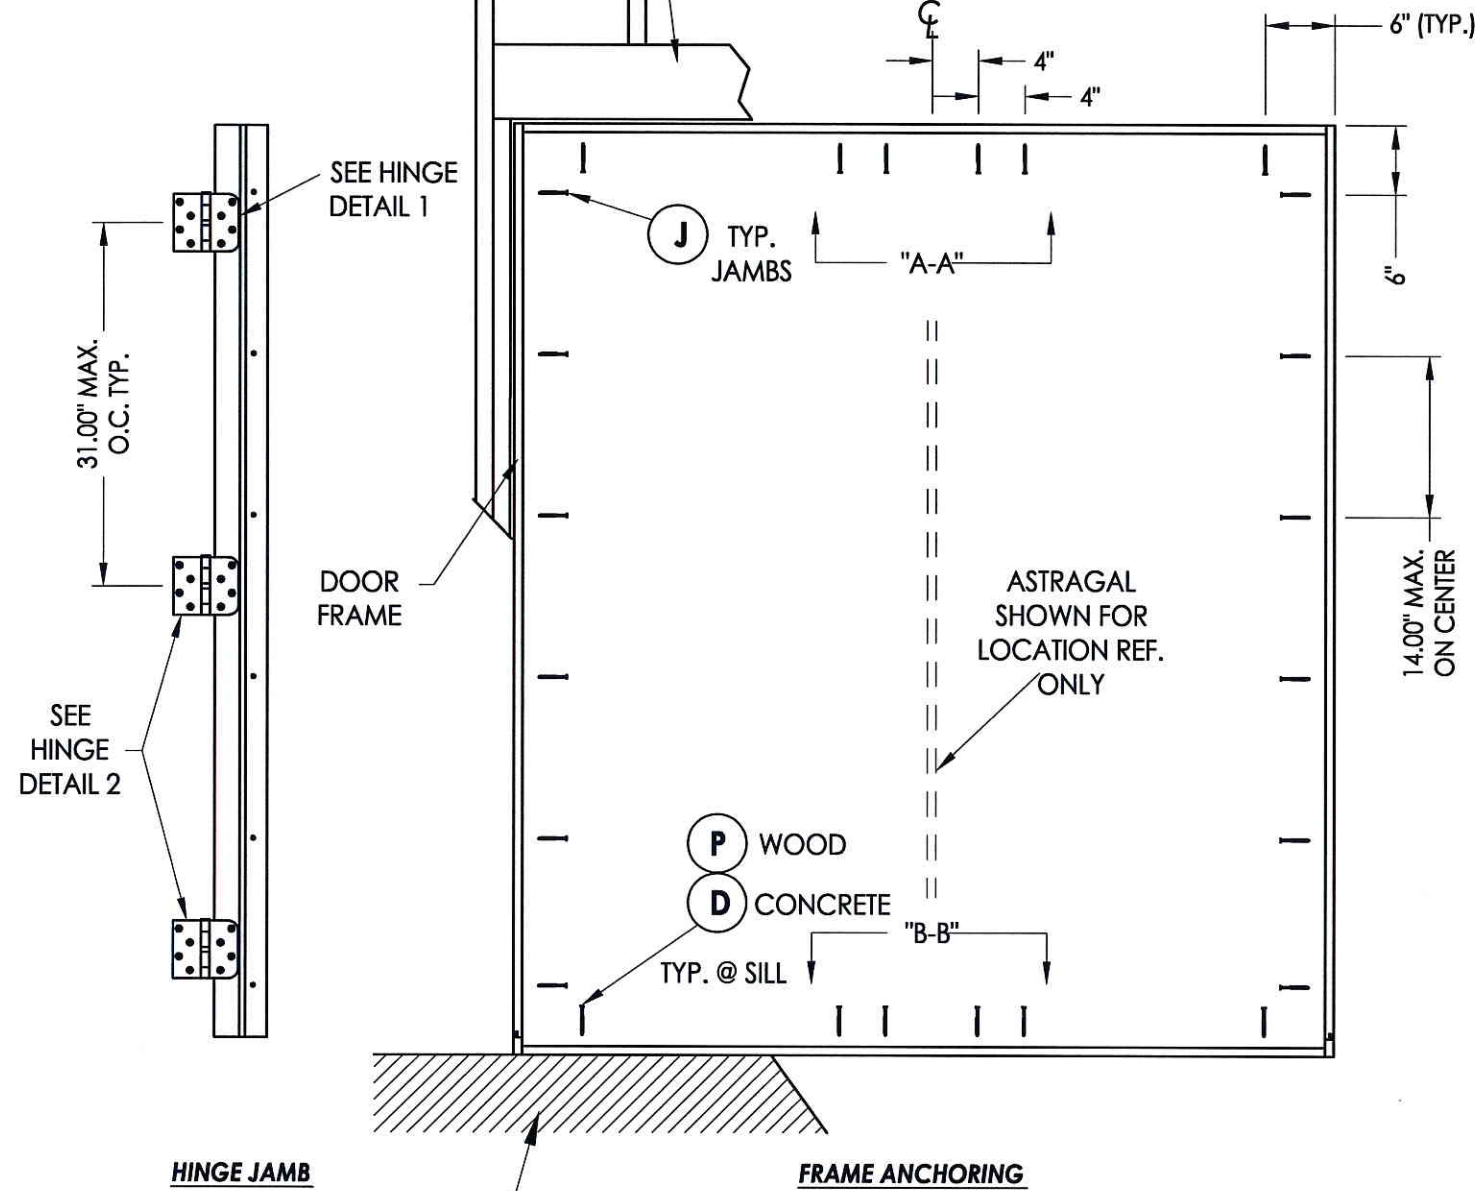 ℄
6" (TYP.)
4"
4"
SEE HINGE
DETAIL 1
J TYP.
JAMBS
"A-A"
6"
31.00" MAX.
O.C. TYP.
14.00" MAX.
ON CENTER
DOOR
FRAME
ASTRAGAL
SHOWN FOR
LOCATION REF.
ONLY
SEE
HINGE
DETAIL 2
P WOOD
D CONCRETE
"B-B"
TYP. @ SILL
HINGE JAMB
FRAME ANCHORING